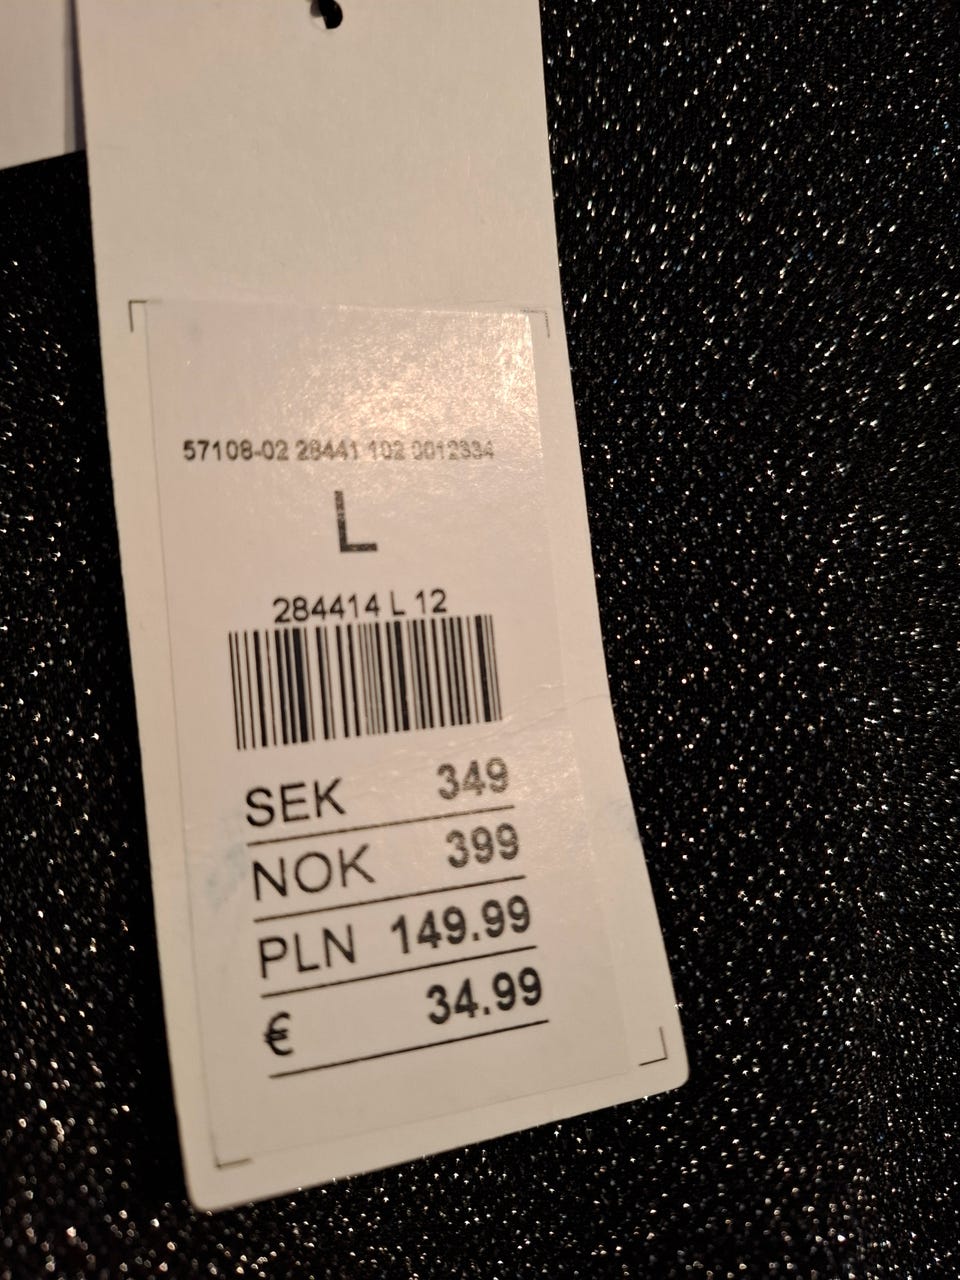 57108-02 28441 102 0012334
L
284414 L 12
SEK 349
NOK 399
PLN 149.99
€ 34.99